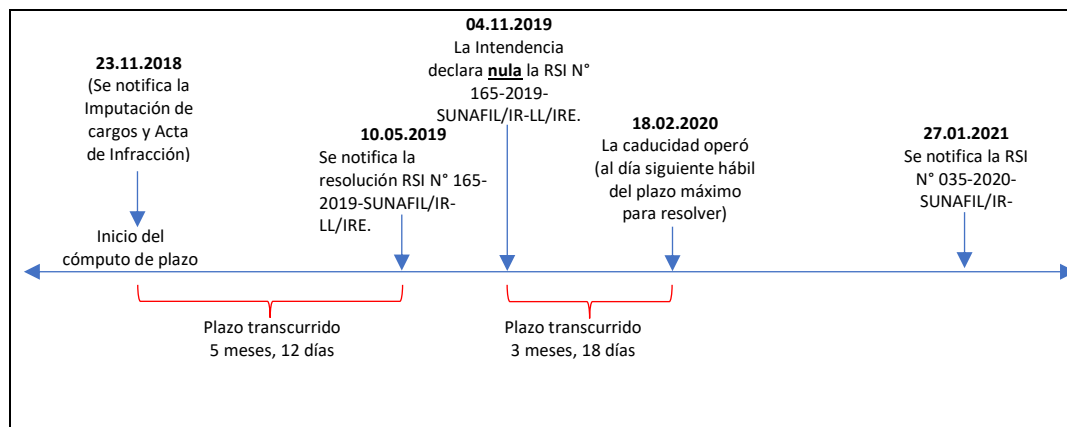 23.11.2018
(Se notifica la
Imputación de
cargos y Acta
de Infracción)
Inicio del
cómputo de plazo
10.05.2019
Se notifica la
resolución RSI N° 165-
2019-SUNAFIL/IR-
LL/IRE.
04.11.2019
La Intendencia
declara nula la RSI N°
165-2019-
SUNAFIL/IR-LL/IRE.
18.02.2020
La caducidad operó
(al día siguiente hábil
del plazo máximo
para resolver)
27.01.2021
Se notifica la RSI
N° 035-2020-
SUNAFIL/IR-
Plazo transcurrido
5 meses, 12 días
Plazo transcurrido
3 meses, 18 días